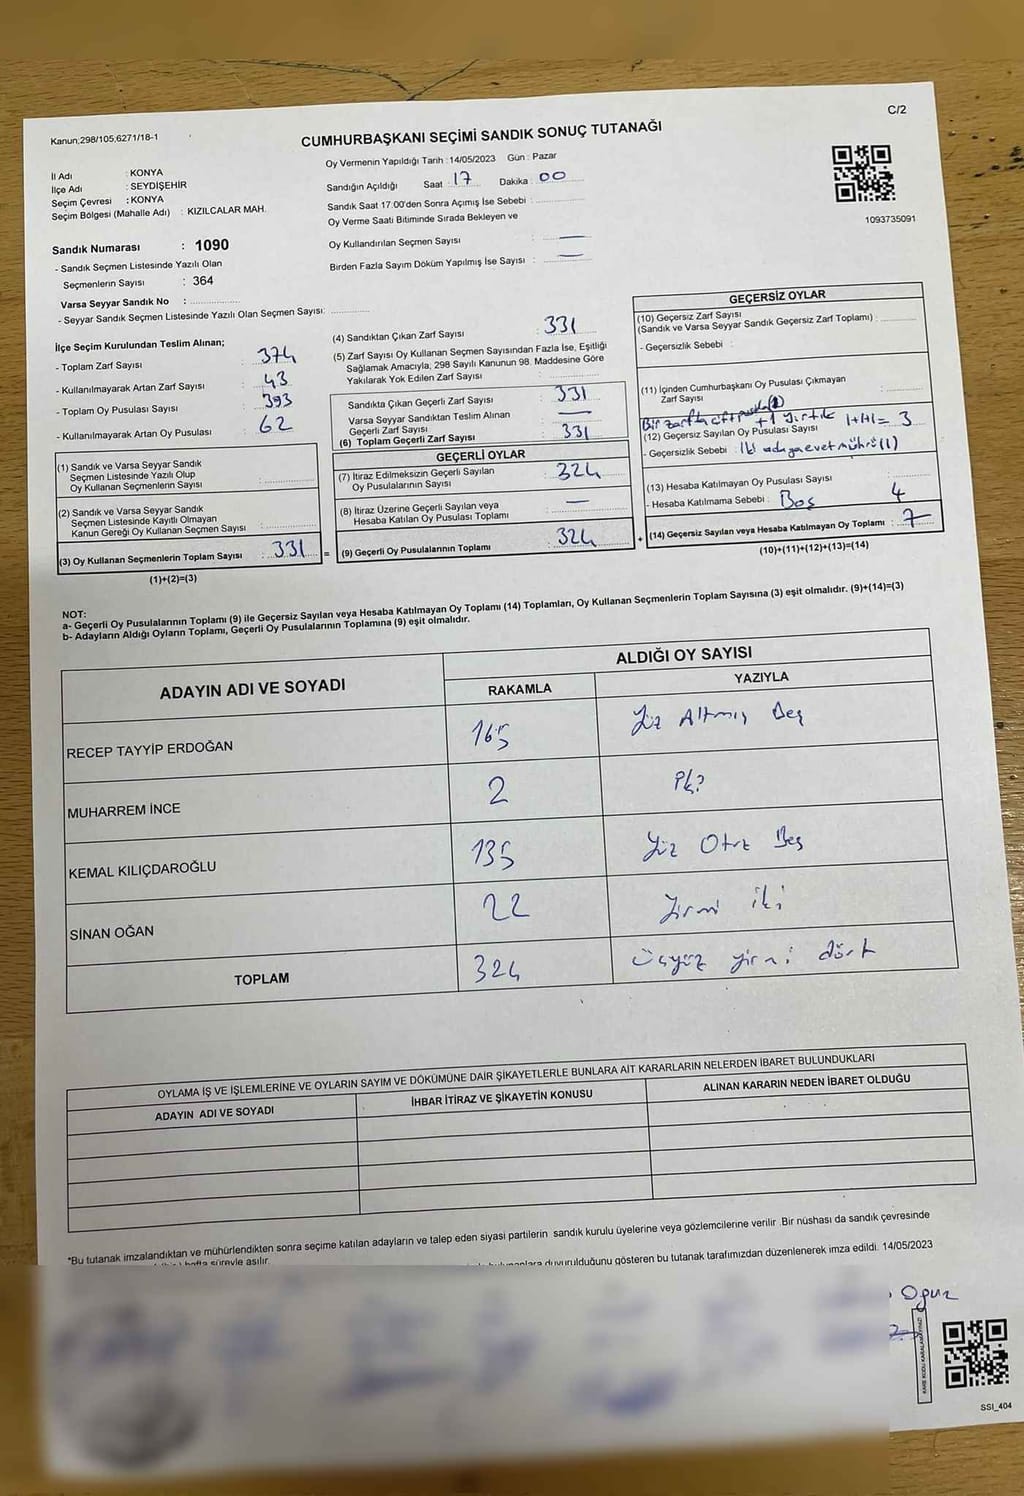 C/2
Kanun;298/105,6271/18-1
CUMHURBAŞKANI SEÇİMİ SANDIK SONUÇ TUTANAĞI
İl Adı : KONYA
İlçe Adı : SEYDİŞEHİR
Seçim Çevresi : KONYA
Seçim Bölgesi (Mahalle Adı) : KIZILCALAR MAH.
Sandık Numarası : 1090
- Sandık Seçmen Listesinde Yazılı Olan
Seçmenlerin Sayısı : 364
Varsa Seyyar Sandık No :
- Seyyar Sandık Seçmen Listesinde Yazılı Olan Seçmen Sayısı:
Oy Vermenin Yapıldığı Tarih : 14/05/2023 Gün : Pazar
Sandığın Açıldığı Saat : 17 Dakika : 00
Sandık Saat 17.00'den Sonra Açımış İse Sebebi :
Oy Verme Saati Bitiminde Sırada Bekleyen ve
Oy Kullandırılan Seçmen Sayısı : —
Birden Fazla Sayım Döküm Yapılmış İse Sayısı : —
1093735091
İlçe Seçim Kurulundan Teslim Alınan;
- Toplam Zarf Sayısı : 374
- Kullanılmayarak Artan Zarf Sayısı : 43
- Toplam Oy Pusulası Sayısı : 393
- Kullanılmayarak Artan Oy Pusulası : 62
(1) Sandık ve Varsa Seyyar Sandık
Seçmen Listesinde Yazılı Olup
Oy Kullanan Seçmenlerin Sayısı :
(2) Sandık ve Varsa Seyyar Sandık
Seçmen Listesinde Kayıtlı Olmayan
Kanun Gereği Oy Kullanan Seçmen Sayısı :
(3) Oy Kullanan Seçmenlerin Toplam Sayısı : 331 =
(1)+(2)=(3)
(4) Sandıktan Çıkan Zarf Sayısı : 331
(5) Zarf Sayısı Oy Kullanan Seçmen Sayısından Fazla İse, Eşitliği
Sağlamak Amacıyla; 298 Sayılı Kanunun 98. Maddesine Göre
Yakılarak Yok Edilen Zarf Sayısı :
Sandıkta Çıkan Geçerli Zarf Sayısı : 331
Varsa Seyyar Sandıktan Teslim Alınan
Geçerli Zarf Sayısı : —
(6) Toplam Geçerli Zarf Sayısı : 331
GEÇERLİ OYLAR
(7) İtiraz Edilmeksizin Geçerli Sayılan
Oy Pusulalarının Sayısı : 324
(8) İtiraz Üzerine Geçerli Sayılan veya
Hesaba Katılan Oy Pusulası Toplamı : —
(9) Geçerli Oy Pusulalarının Toplamı : 324 +
GEÇERSİZ OYLAR
(10) Geçersiz Zarf Sayısı
(Sandık ve Varsa Seyyar Sandık Geçersiz Zarf Toplamı) :
- Geçersizlik Sebebi :
(11) İçinden Cumhurbaşkanı Oy Pusulası Çıkmayan
Zarf Sayısı :
Bir zarfta çift pusula(1) +1 yırtık 1+1+1= 3
(12) Geçersiz Sayılan Oy Pusulası Sayısı
- Geçersizlik Sebebi : İki adaya evet mührü(1)
(13) Hesaba Katılmayan Oy Pusulası Sayısı
- Hesaba Katılmama Sebebi : Boş 4
(14) Geçersiz Sayılan veya Hesaba Katılmayan Oy Toplamı : 7
(10)+(11)+(12)+(13)=(14)
NOT:
a- Geçerli Oy Pusulalarının Toplamı (9) ile Geçersiz Sayılan veya Hesaba Katılmayan Oy Toplamı (14) Toplamları, Oy Kullanan Seçmenlerin Toplam Sayısına (3) eşit olmalıdır. (9)+(14)=(3)
b- Adayların Aldığı Oyların Toplamı, Geçerli Oy Pusulalarının Toplamına (9) eşit olmalıdır.
ADAYIN ADI VE SOYADI
ALDIĞI OY SAYISI
RAKAMLA YAZIYLA
RECEP TAYYİP ERDOĞAN 165 Yüz Altmış Beş
MUHARREM İNCE 2
KEMAL KILIÇDAROĞLU 135 Yüz Otuz Beş
SİNAN OĞAN 22 Yirmi iki
TOPLAM 324 Üçyüz yirmi dört
OYLAMA İŞ VE İŞLEMLERİNE VE OYLARIN SAYIM VE DÖKÜMÜNE DAİR ŞİKAYETLERLE BUNLARA AİT KARARLARIN NELERDEN İBARET BULUNDUKLARI
ADAYIN ADI VE SOYADI İHBAR İTİRAZ VE ŞİKAYETİN KONUSU ALINAN KARARIN NEDEN İBARET OLDUĞU
*Bu tutanak imzalandıktan ve mühürlendikten sonra seçime katılan adayların ve talep eden siyasi partilerin sandık kurulu üyelerine veya gözlemcilerine verilir. Bir nüshası da sandık çevresinde
hafta süreyle asılır. duyurulduğunu gösteren bu tutanak tarafımızdan düzenlenerek imza edildi. 14/05/2023
Oğuz
KARE KODU KARALAMAYINIZ!
SSI_404